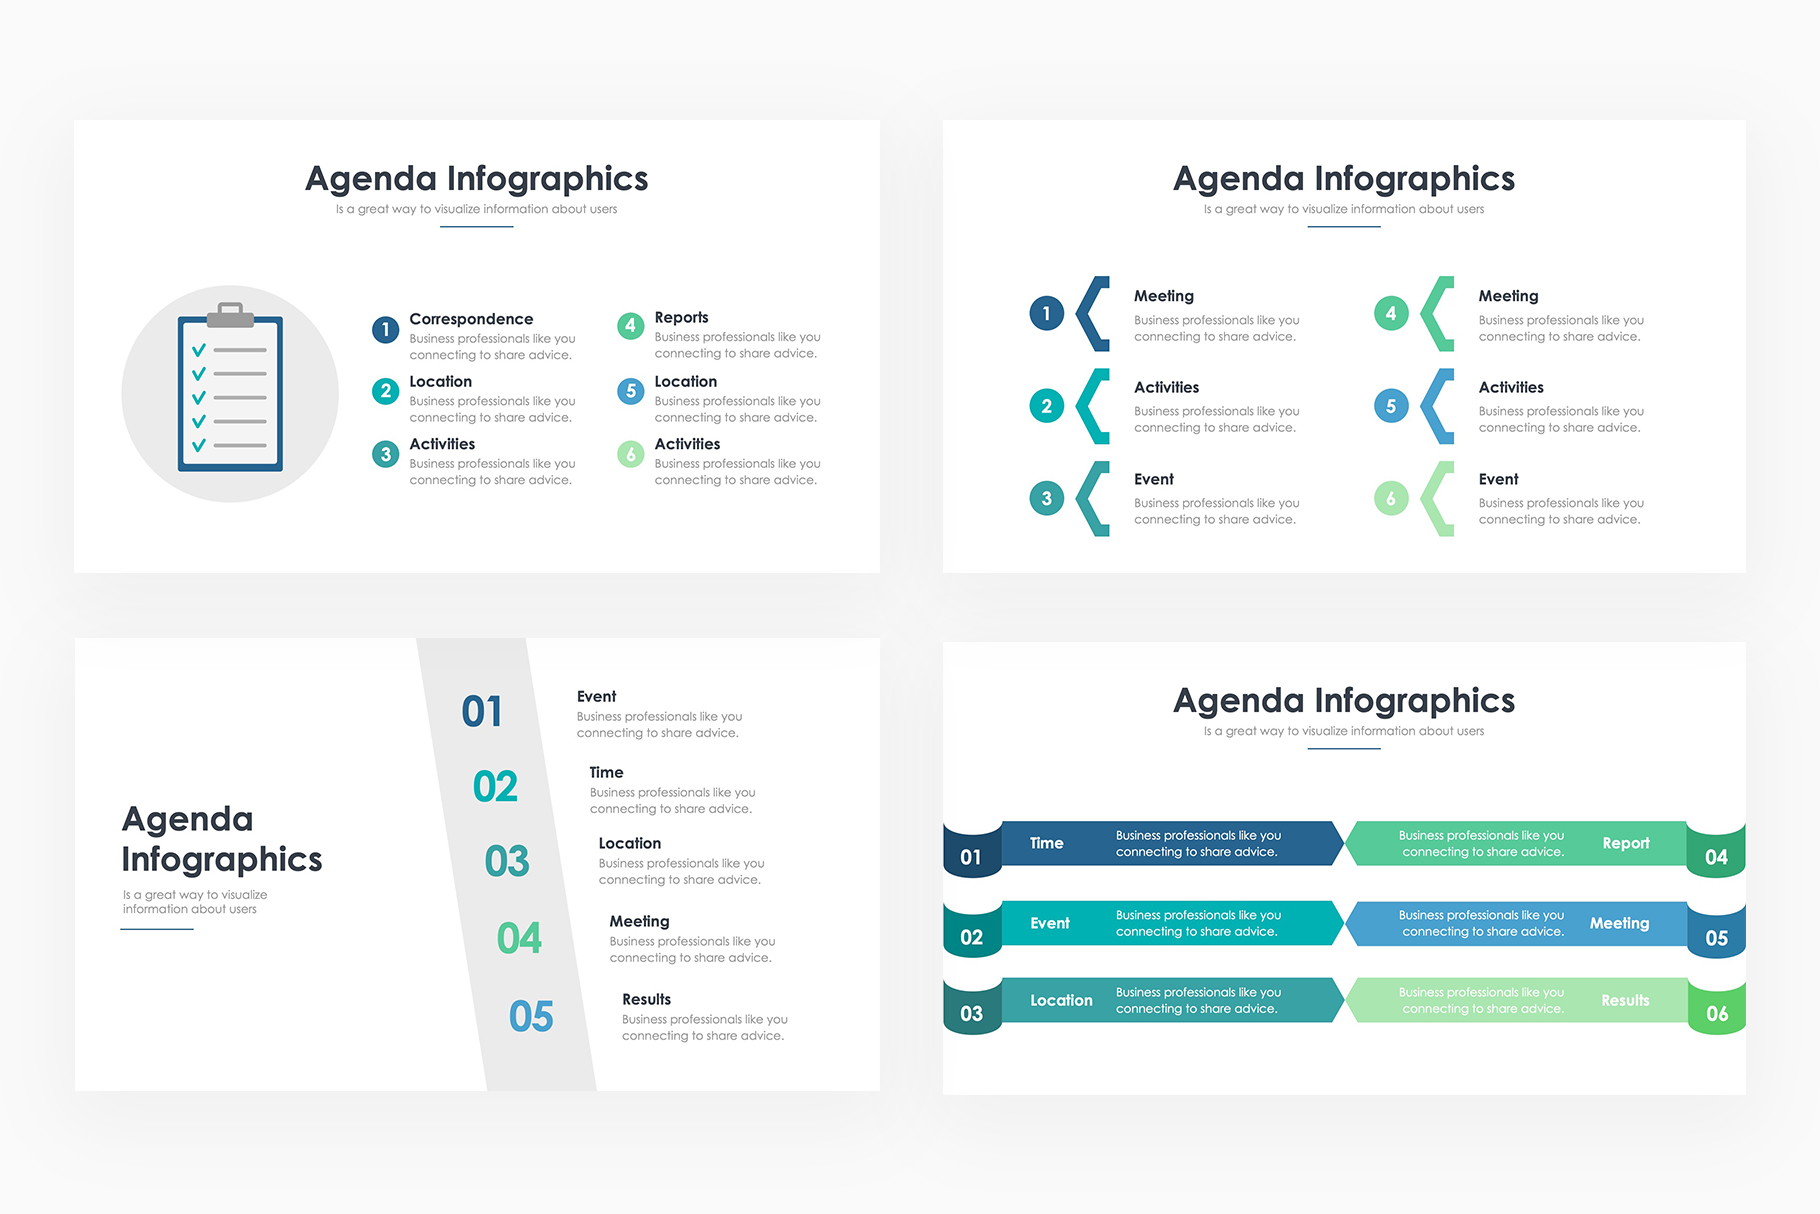 Agenda Infographics
Is a great way to visualize information about users
1
Correspondence
Business professionals like you
connecting to share advice.
2
Location
Business professionals like you
connecting to share advice.
3
Activities
Business professionals like you
connecting to share advice.
4
Reports
Business professionals like you
connecting to share advice.
5
Location
Business professionals like you
connecting to share advice.
6
Activities
Business professionals like you
connecting to share advice.
Agenda Infographics
Is a great way to visualize information about users
1
Meeting
Business professionals like you
connecting to share advice.
2
Activities
Business professionals like you
connecting to share advice.
3
Event
Business professionals like you
connecting to share advice.
4
Meeting
Business professionals like you
connecting to share advice.
5
Activities
Business professionals like you
connecting to share advice.
6
Event
Business professionals like you
connecting to share advice.
Agenda
Infographics
Is a great way to visualize
information about users
01
Event
Business professionals like you
connecting to share advice.
02
Time
Business professionals like you
connecting to share advice.
03
Location
Business professionals like you
connecting to share advice.
04
Meeting
Business professionals like you
connecting to share advice.
05
Results
Business professionals like you
connecting to share advice.
Agenda Infographics
Is a great way to visualize information about users
01
Time
Business professionals like you
connecting to share advice.
02
Event
Business professionals like you
connecting to share advice.
03
Location
Business professionals like you
connecting to share advice.
Business professionals like you
connecting to share advice.
Report
04
Business professionals like you
connecting to share advice.
Meeting
05
Business professionals like you
connecting to share advice.
Results
06